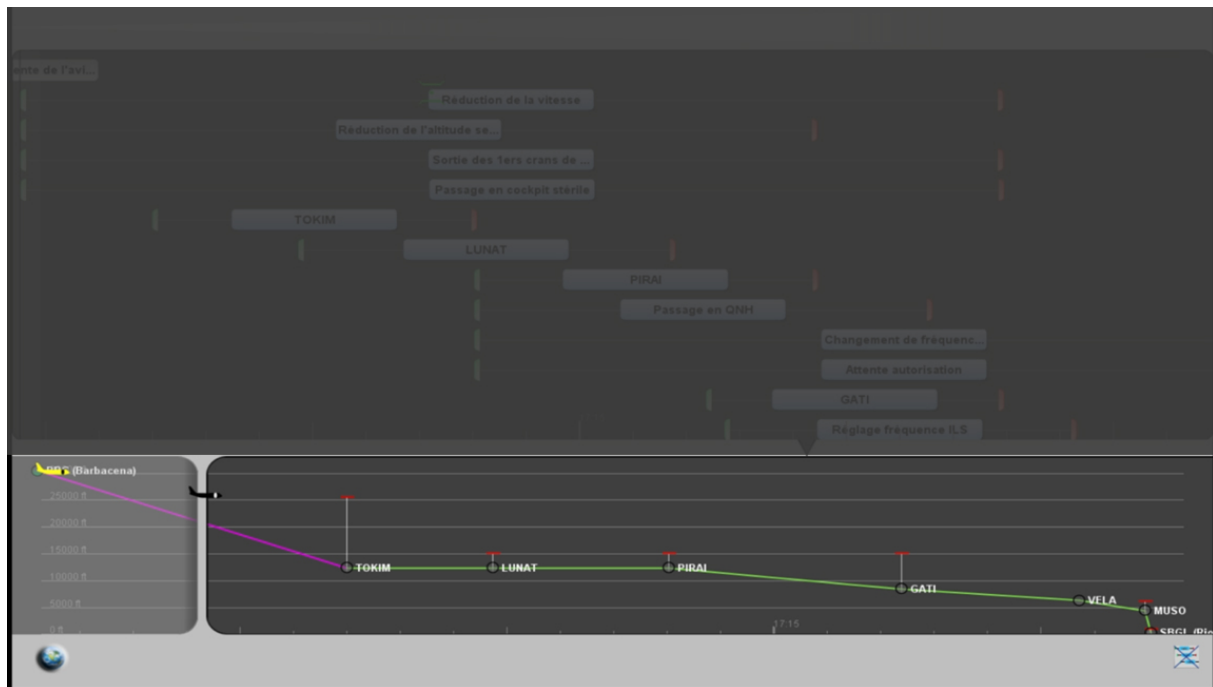 ente de l'avi...
Réduction de la vitesse
Réduction de l'altitude se...
Sortie des 1ers crans de ...
Passage en cockpit stérile
TOKIM
LUNAT
PIRAI
Passage en QNH
Changement de fréquenc...
Attente autorisation
GATI
Réglage fréquence ILS
(Barbacena)
25000 ft
20000 ft
15000 ft
TOKIM
LUNAT
PIRAI
10000 ft
GATI
5000 ft
VELA
MUSO
0 ft
17:15
SBGL (Rio